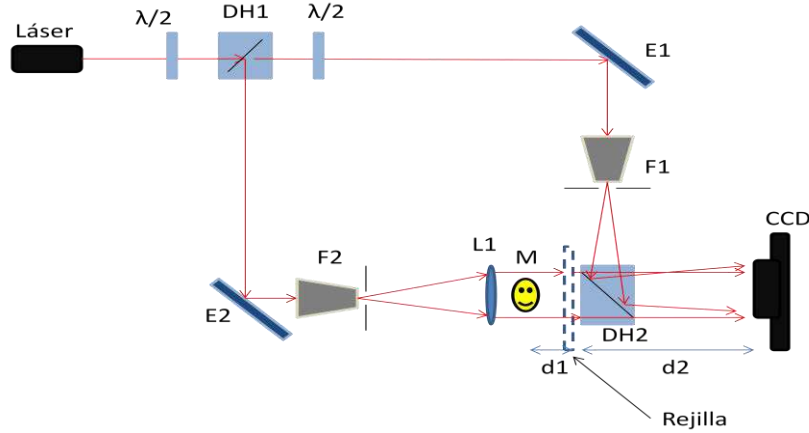 Láser
λ/2
DH1
λ/2
E1
F1
CCD
L1
M
F2
E2
DH2
d1
d2
Rejilla